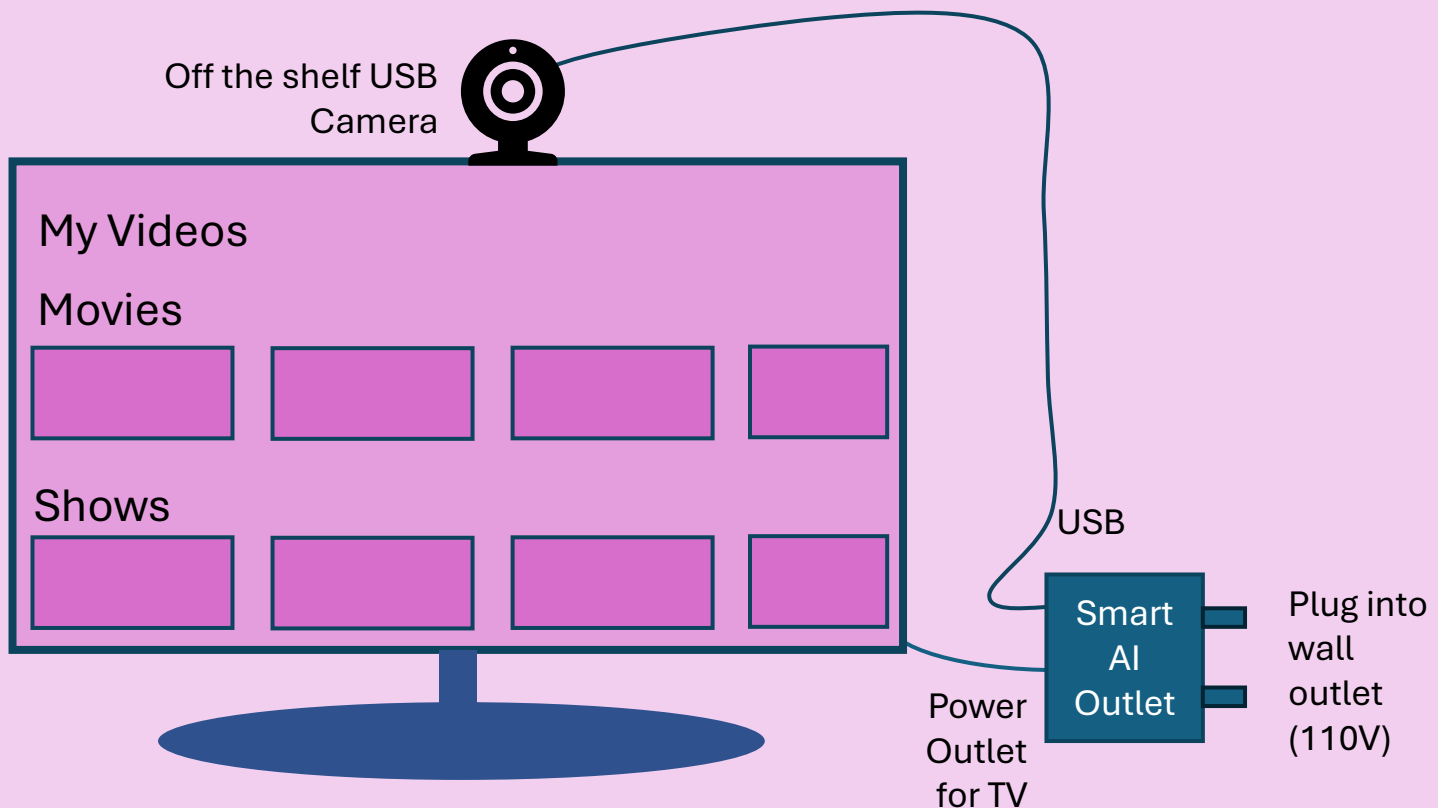 Off the shelf USB
Camera
My Videos
Movies
Shows
USB
Smart
AI
Outlet
Plug into
wall
outlet
(110V)
Power
Outlet
for TV